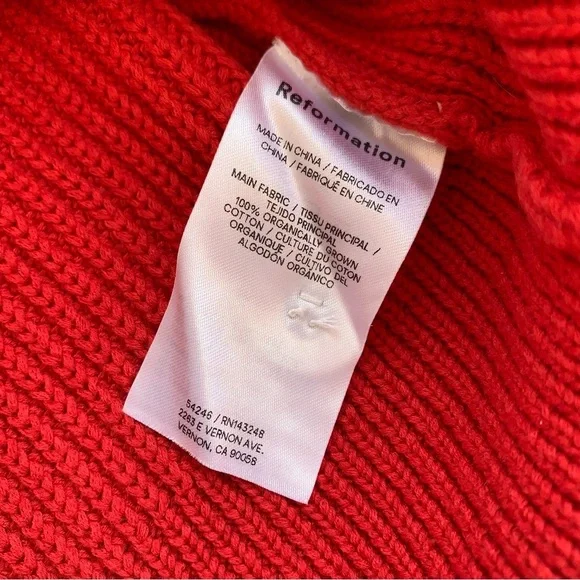 Reformation
MADE IN CHINA / FABRICADO EN
CHINA / FABRIQUÉ EN CHINE
MAIN FABRIC / TISSU PRINCIPAL /
TEJIDO PRINCIPAL
100% ORGANICALLY GROWN
COTTON / CULTURE DU COTON
ORGANIQUE / CULTIVO DEL
ALGODÓN ORGÁNICO
54246 / RN143248
2263 E VERNON AVE.
VERNON, CA 90058